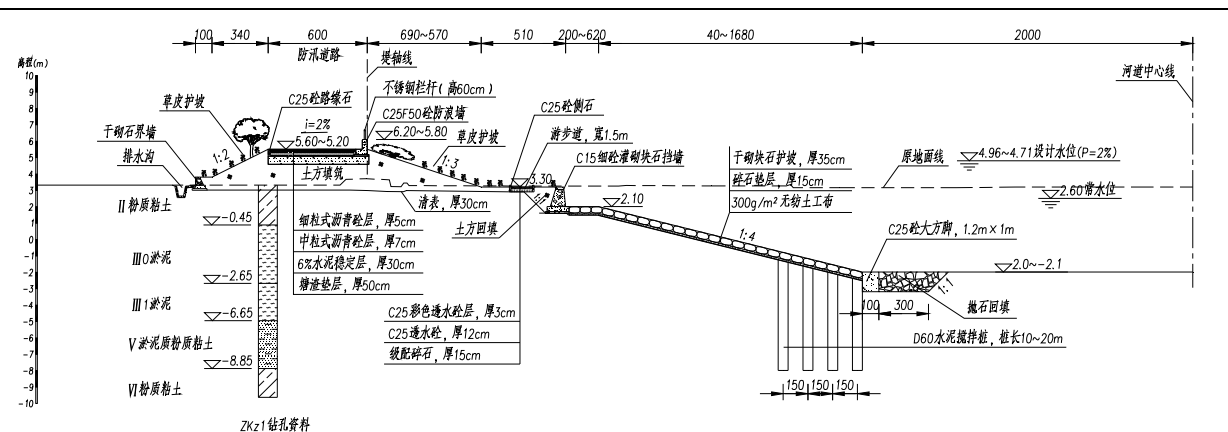 100 340 600 690~570 510 200~620 40~1680 2000
防汛道路
堤轴线
河道中心线
高程(m)
10
9
8
7
6
5
4
3
2
1
0
-1
-2
-3
-4
-5
-6
-7
-8
-9
-10
草皮护坡
干砌石界墙
排水沟
1:2
C25砼路缘石
i=2%
5.60~5.20
土方填筑
不锈钢栏杆(高60cm)
C25F50砼防浪墙
6.20~5.80
草皮护坡
1:3
清表，厚30cm
C25砼侧石
游步道，宽1.5m
C15细砼灌砌块石挡墙
3.30
土方回填
2.10
干砌块石护坡，厚35cm
碎石垫层，厚15cm
300g/m²无纺土工布
1:4
原地面线
4.96~4.71设计水位(P=2%)
2.60常水位
C25砼大方脚，1.2m×1m
2.0~-2.1
1:1
100 300
抛石回填
D60水泥搅拌桩，桩长10~20m
150 150 150
细粒式沥青砼层，厚5cm
中粒式沥青砼层，厚7cm
6%水泥稳定层，厚30cm
塘渣垫层，厚50cm
C25彩色透水砼层，厚3cm
C25透水砼，厚12cm
级配碎石，厚15cm
II粉质粘土
-0.45
III0淤泥
-2.65
III1淤泥
-6.65
V淤泥质粉质粘土
-8.85
VI粉质粘土
ZKz1钻孔资料